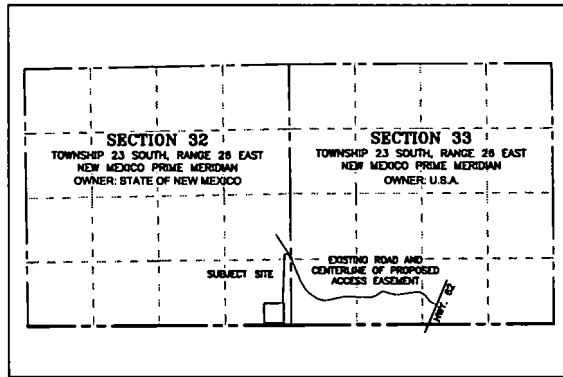 SECTION 32
TOWNSHIP 23 SOUTH, RANGE 26 EAST
NEW MEXICO PRIME MERIDIAN
OWNER: STATE OF NEW MEXICO
SECTION 33
TOWNSHIP 23 SOUTH, RANGE 26 EAST
NEW MEXICO PRIME MERIDIAN
OWNER: U.S.A.
SUBJECT SITE
EXISTING ROAD AND
CENTERLINE OF PROPOSED
ACCESS EASEMENT
HWY. 62